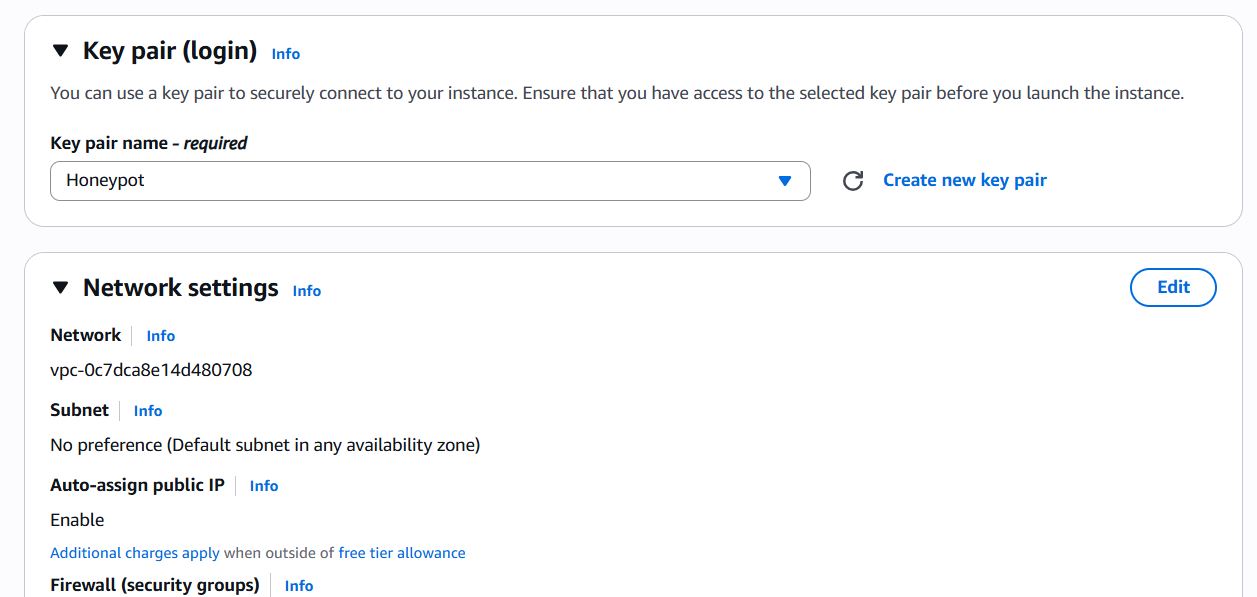 Key pair (login) Info
You can use a key pair to securely connect to your instance. Ensure that you have access to the selected key pair before you launch the instance.
Key pair name - required
Honeypot
Create new key pair
Network settings Info
Edit
Network Info
vpc-0c7dca8e14d480708
Subnet Info
No preference (Default subnet in any availability zone)
Auto-assign public IP Info
Enable
Additional charges apply when outside of free tier allowance
Firewall (security groups) Info